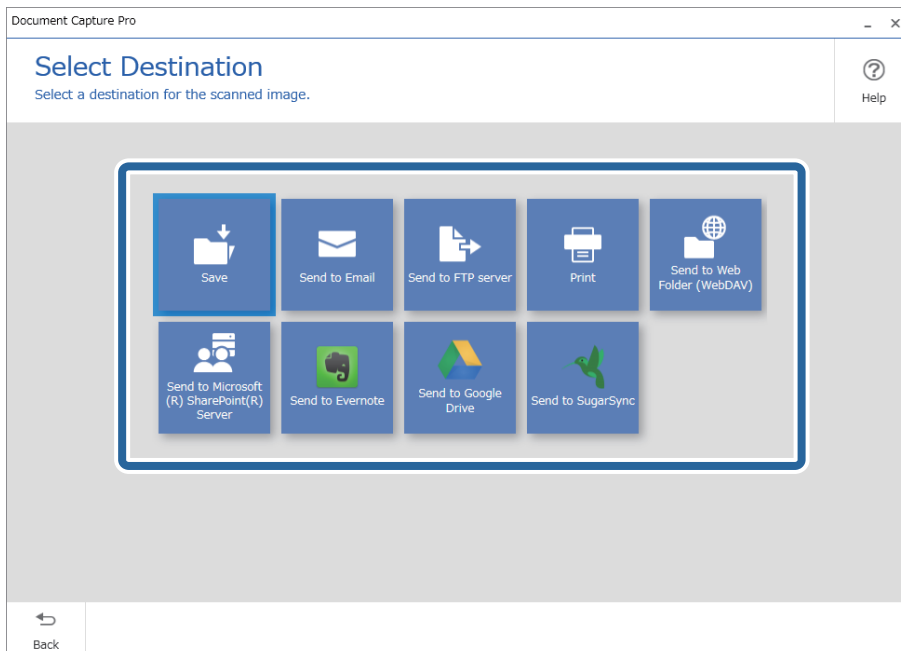 Document Capture Pro
Select Destination
Select a destination for the scanned image.
Help
Save
Send to Email
Send to FTP server
Print
Send to Web
Folder (WebDAV)
Send to Microsoft
(R) SharePoint(R)
Server
Send to Evernote
Send to Google
Drive
Send to SugarSync
Back